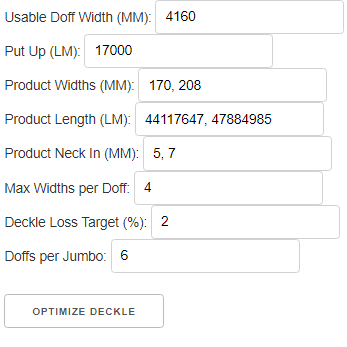 Usable Doff Width (MM): 4160
Put Up (LM): 17000
Product Widths (MM): 170, 208
Product Length (LM): 44117647, 47884985
Product Neck In (MM): 5, 7
Max Widths per Doff: 4
Deckle Loss Target (%): 2
Doffs per Jumbo: 6
OPTIMIZE DECKLE